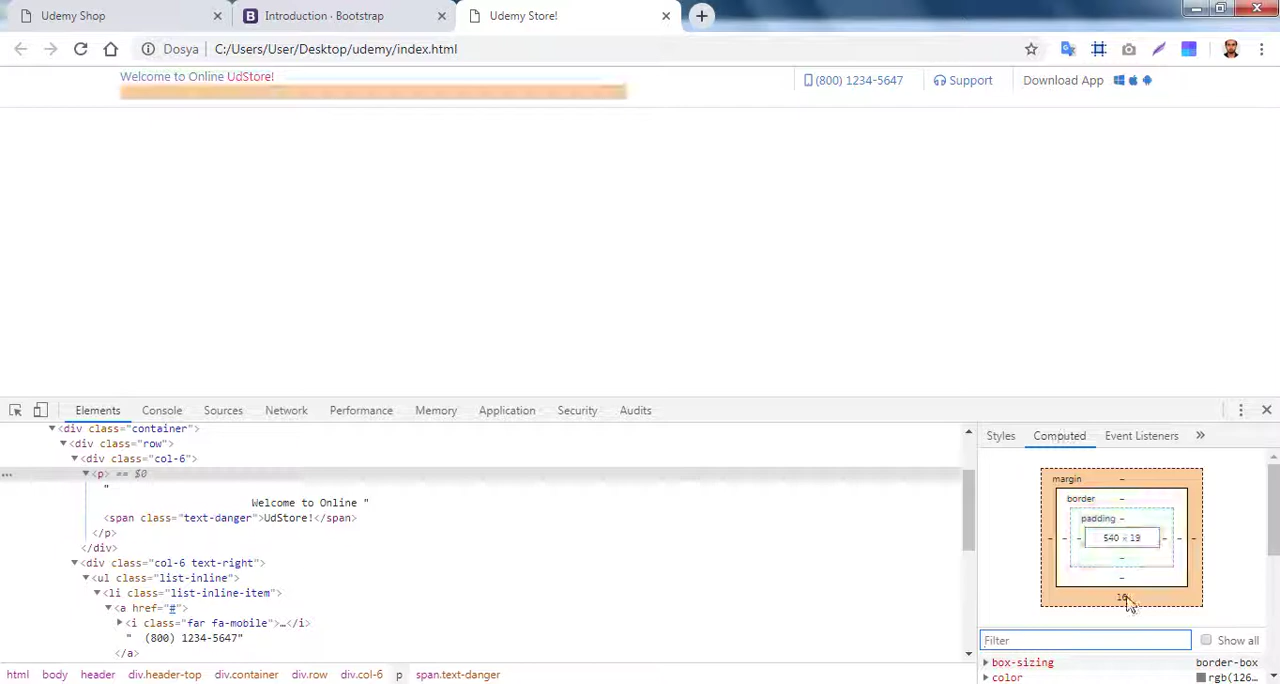 Udemy Shop
Introduction · Bootstrap
Udemy Store!
Dosya
C:/Users/User/Desktop/udemy/index.html
Welcome to Online UdStore!
(800) 1234-5647
Support
Download App
Elements Console Sources Network Performance Memory Application Security Audits
<div class="container">
<div class="row">
<div class="col-6">
... <p> == $0
"
Welcome to Online "
<span class="text-danger">UdStore!</span>
</p>
</div>
<div class="col-6 text-right">
<ul class="list-inline">
<li class="list-inline-item">
<a href="#">
<i class="far fa-mobile">…</i>
" (800) 1234-5647"
</a>
html body header div.header-top div.container div.row div.col-6 p span.text-danger
Styles Computed Event Listeners »
margin –
border –
padding –
– – – 540 × 19 – – –
–
–
16
Filter
Show all
box-sizing border-box
color rgb(126…